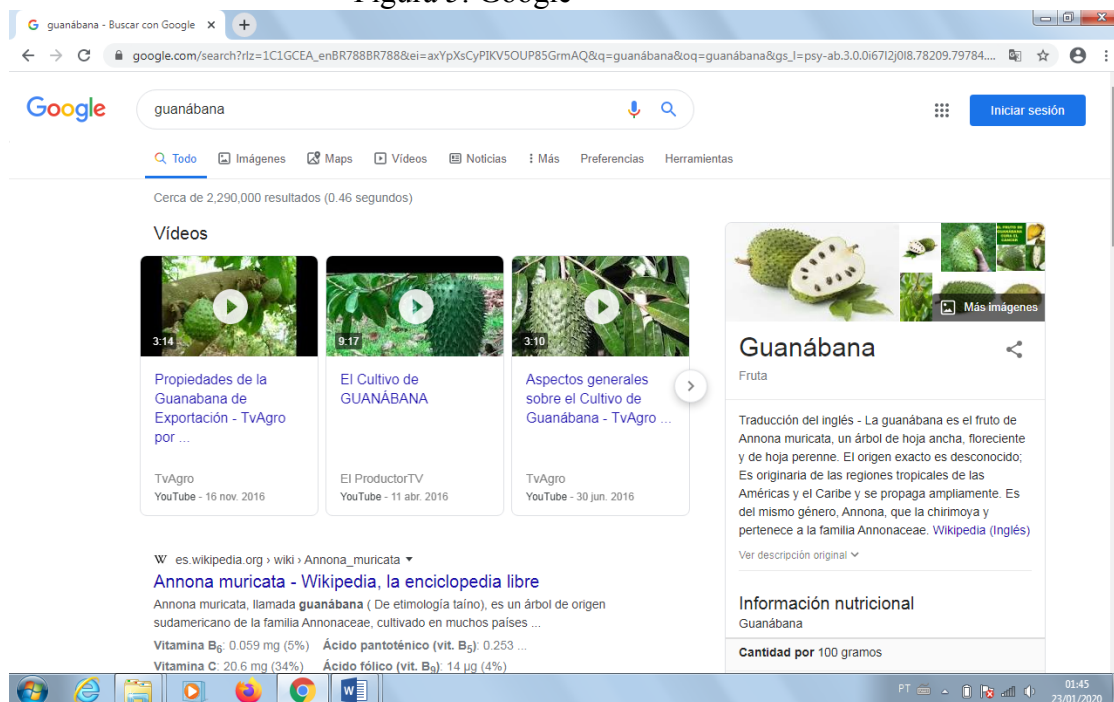 Figura 3: Google
guanábana - Buscar con Google
google.com/search?rlz=1C1GCEA_enBR788BR788&ei=axYpXsCyPIKV5OUP85GrmAQ&q=guanábana&oq=guanábana&gs_l=psy-ab.3.0.0i67l2j0l8.78209.79784....
Google
guanábana
Iniciar sesión
Todo Imágenes Maps Vídeos Noticias Más Preferencias Herramientas
Cerca de 2,290,000 resultados (0.46 segundos)
Vídeos
3:14
Propiedades de la
Guanabana de
Exportación - TvAgro
por ...
TvAgro
YouTube - 16 nov. 2016
9:17
El Cultivo de
GUANÁBANA
El ProductorTV
YouTube - 11 abr. 2016
3:10
Aspectos generales
sobre el Cultivo de
Guanábana - TvAgro ...
TvAgro
YouTube - 30 jun. 2016
W es.wikipedia.org › wiki › Annona_muricata
Annona muricata - Wikipedia, la enciclopedia libre
Annona muricata, llamada guanábana ( De etimología taíno), es un árbol de origen
sudamericano de la familia Annonaceae, cultivado en muchos países ...
Vitamina B6: 0.059 mg (5%) Ácido pantoténico (vit. B5): 0.253 ...
Vitamina C: 20.6 mg (34%) Ácido fólico (vit. B9): 14 μg (4%)
Más imágenes
Guanábana
Fruta
Traducción del inglés - La guanábana es el fruto de
Annona muricata, un árbol de hoja ancha, floreciente
y de hoja perenne. El origen exacto es desconocido;
Es originaria de las regiones tropicales de las
Américas y el Caribe y se propaga ampliamente. Es
del mismo género, Annona, que la chirimoya y
pertenece a la familia Annonaceae. Wikipedia (Inglés)
Ver descripción original
Información nutricional
Guanábana
Cantidad por 100 gramos
PT
01:45
23/01/2020